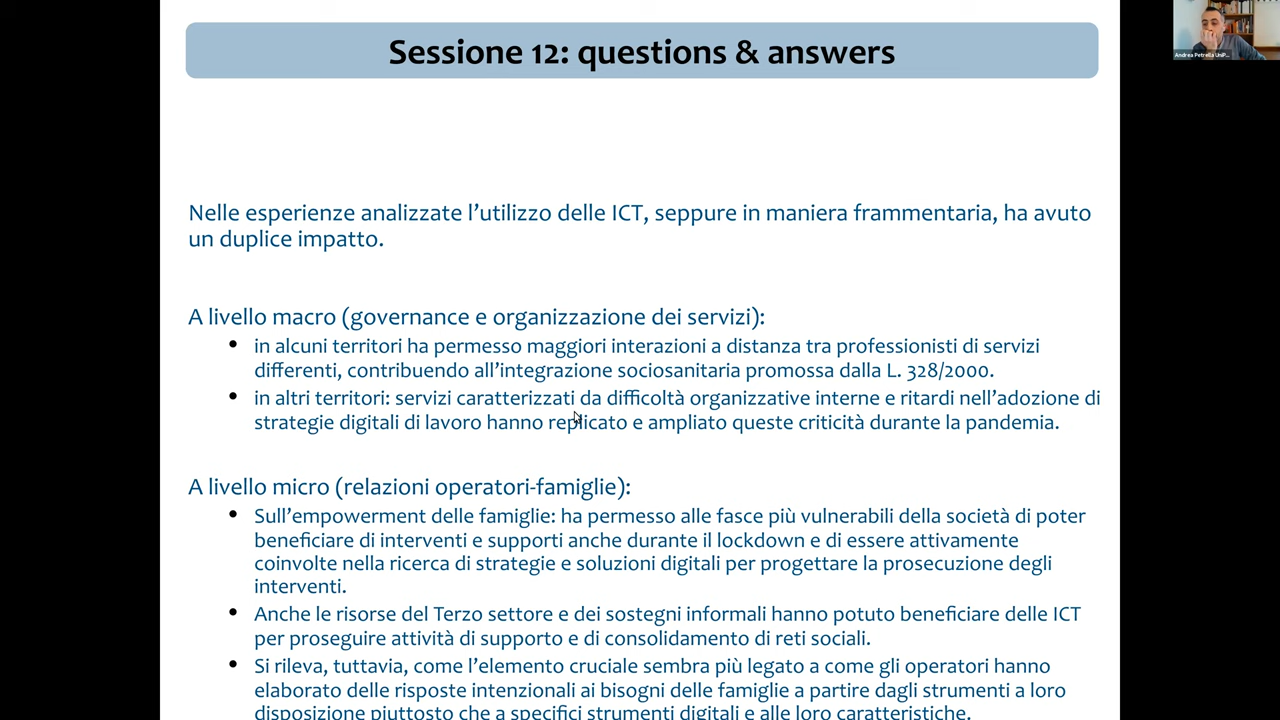 Sessione 12: questions & answers
Andrea Petrella UniP...
Nelle esperienze analizzate l’utilizzo delle ICT, seppure in maniera frammentaria, ha avuto
un duplice impatto.
A livello macro (governance e organizzazione dei servizi):
• in alcuni territori ha permesso maggiori interazioni a distanza tra professionisti di servizi
differenti, contribuendo all’integrazione sociosanitaria promossa dalla L. 328/2000.
• in altri territori: servizi caratterizzati da difficoltà organizzative interne e ritardi nell’adozione di
strategie digitali di lavoro hanno replicato e ampliato queste criticità durante la pandemia.
A livello micro (relazioni operatori-famiglie):
• Sull’empowerment delle famiglie: ha permesso alle fasce più vulnerabili della società di poter
beneficiare di interventi e supporti anche durante il lockdown e di essere attivamente
coinvolte nella ricerca di strategie e soluzioni digitali per progettare la prosecuzione degli
interventi.
• Anche le risorse del Terzo settore e dei sostegni informali hanno potuto beneficiare delle ICT
per proseguire attività di supporto e di consolidamento di reti sociali.
• Si rileva, tuttavia, come l’elemento cruciale sembra più legato a come gli operatori hanno
elaborato delle risposte intenzionali ai bisogni delle famiglie a partire dagli strumenti a loro
disposizione piuttosto che a specifici strumenti digitali e alle loro caratteristiche.